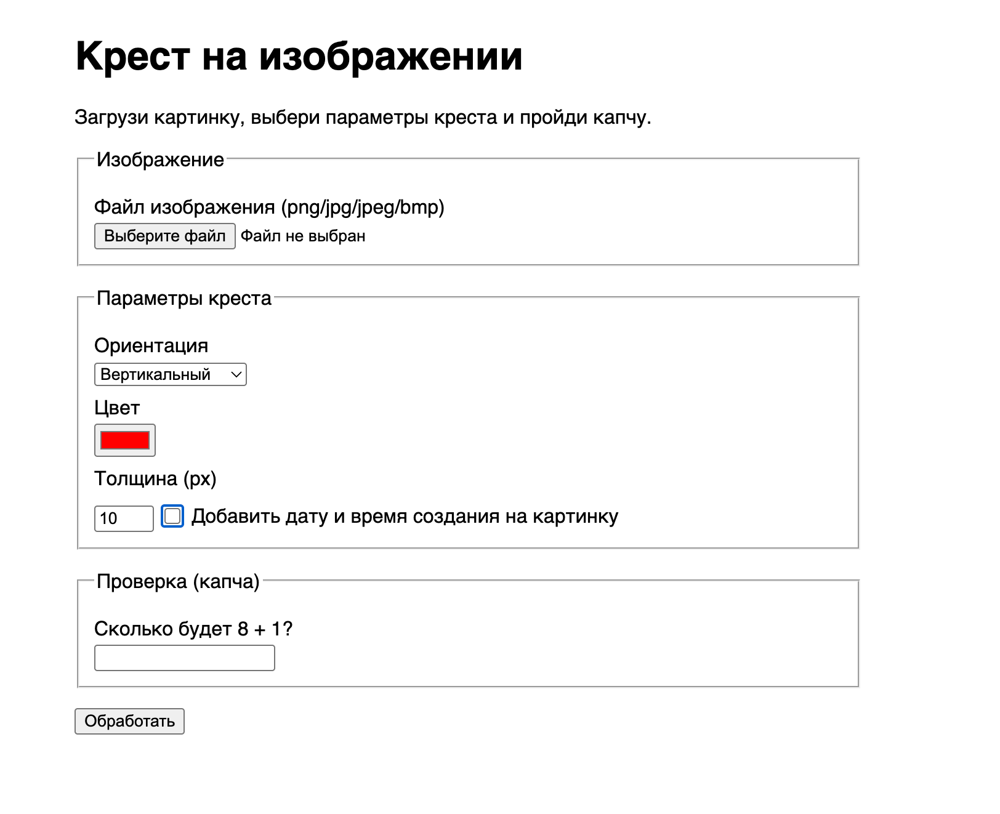 Крест на изображении
Загрузи картинку, выбери параметры креста и пройди капчу.
Изображение
Файл изображения (png/jpg/jpeg/bmp)
Выберите файл Файл не выбран
Параметры креста
Ориентация
Вертикальный
Цвет
Толщина (px)
10 Добавить дату и время создания на картинку
Проверка (капча)
Сколько будет 8 + 1?
Обработать